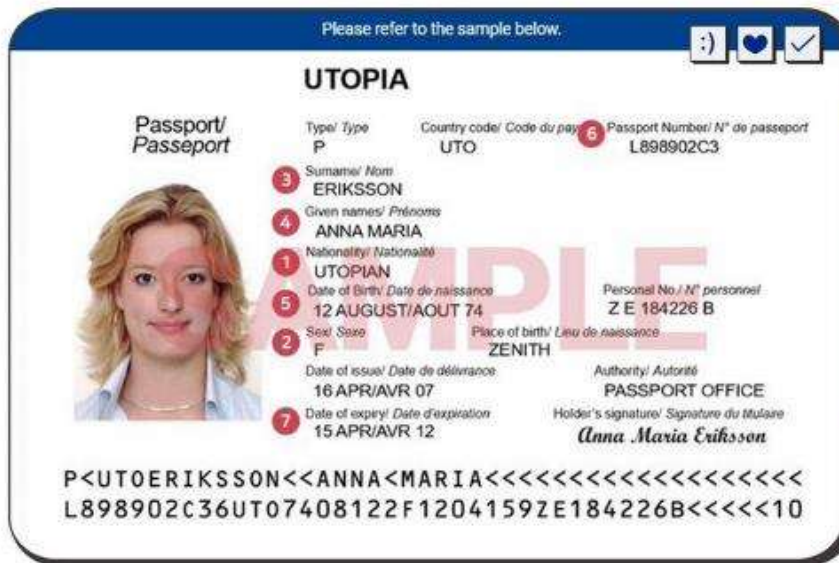 Please refer to the sample below.
:)
UTOPIA
Passport/
Passeport
Type/ Type
Country code/ Code du pay
6 Passport Number/ N° de passeport
P
UTO
L898902C3
3 Surname/ Nom
ERIKSSON
4 Given names/ Prénoms
ANNA MARIA
1 Nationality/ Nationalité
UTOPIAN
5 Date of Birth/ Date de naissance
Personal No./ N° personnel
12 AUGUST/AOUT 74
Z E 184226 B
2 Sex/ Sexe
Place of birth/ Lieu de naissance
F
ZENITH
Date of issue/ Date de délivrance
Authority/ Autorité
16 APR/AVR 07
PASSPORT OFFICE
7 Date of expiry/ Date d'expiration
Holder's signature/ Signature du titulaire
15 APR/AVR 12
Anna Maria Eriksson
SAMPLE
P<UTOERIKSSON<<ANNA<MARIA<<<<<<<<<<<<<<<<<<<
L898902C36UTO7408122F1204159ZE184226B<<<<<10